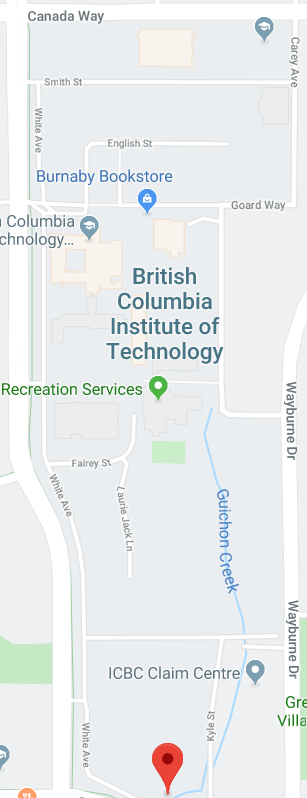 Canada Way
Carey Ave
Smith St
White Ave
English St
Burnaby Bookstore
Goard Way
Columbia
chnology...
British
Columbia
Institute of
Technology
Recreation Services
Wayburne Dr
Fairey St
White Ave
Laurie Jack Ln
Guichon Creek
Wayburne Dr
ICBC Claim Centre
Gre
Villa
Kyle St
White Ave